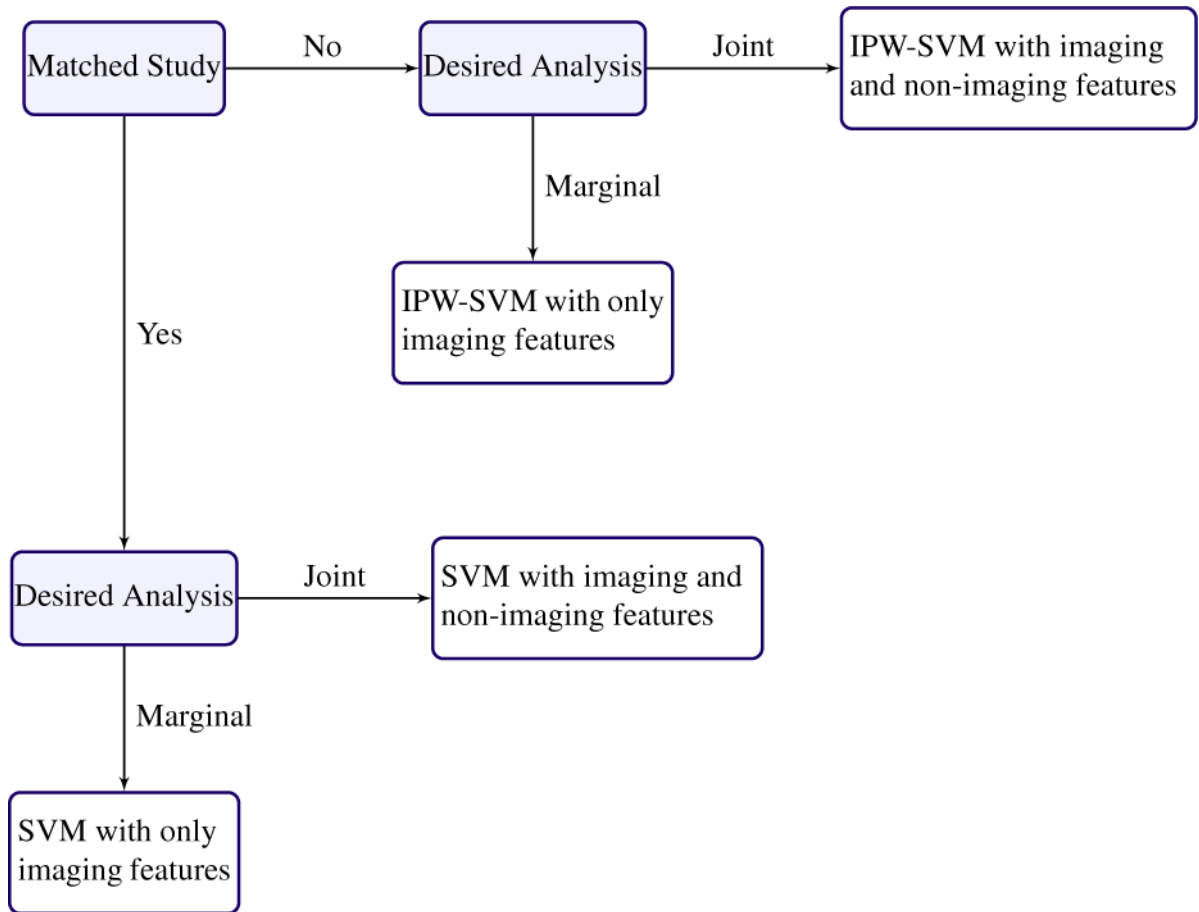 Matched Study
No
Desired Analysis
Joint
IPW-SVM with imaging
and non-imaging features
Marginal
IPW-SVM with only
imaging features
Yes
Desired Analysis
Joint
SVM with imaging and
non-imaging features
Marginal
SVM with only
imaging features